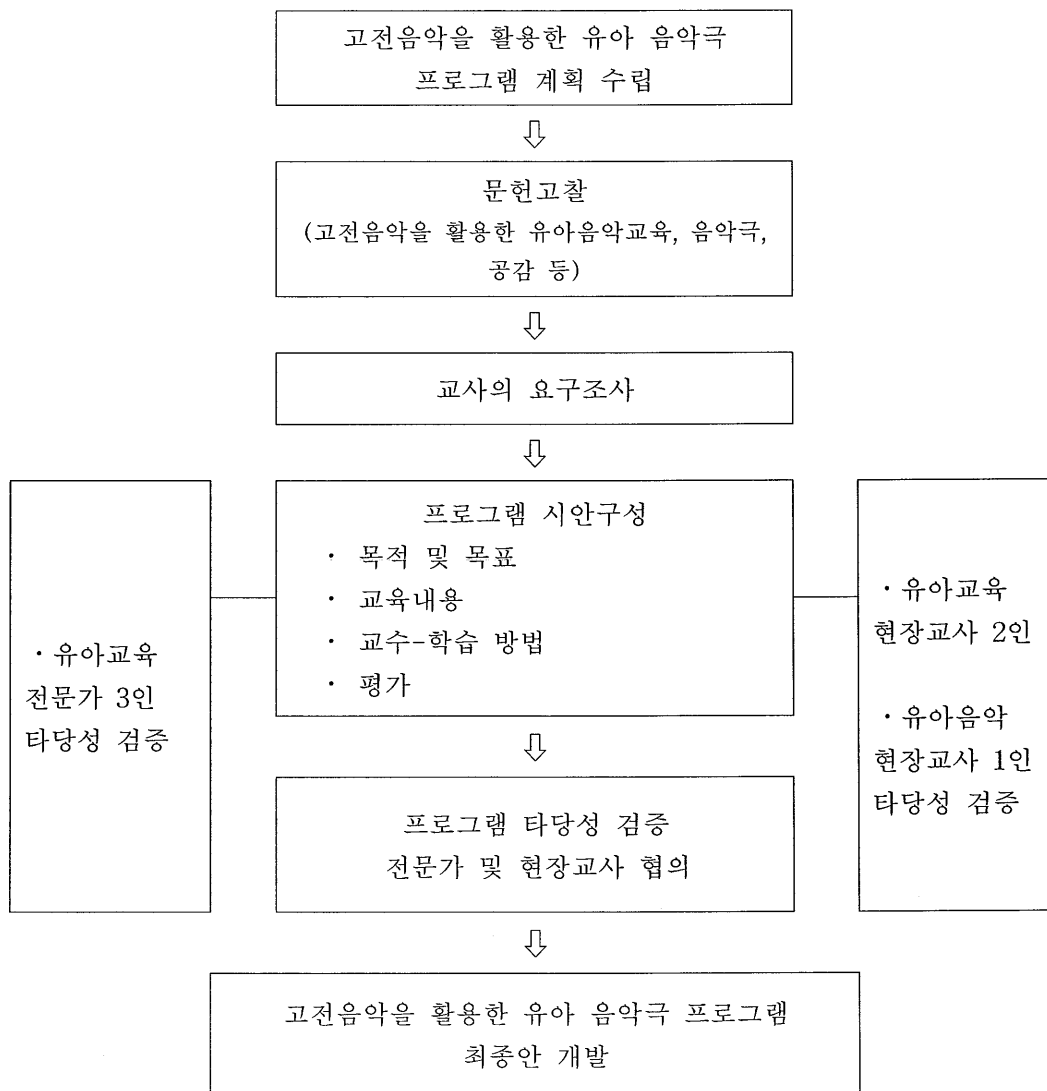 고전음악을 활용한 유아 음악극
프로그램 계획 수립
⇩
문헌고찰
(고전음악을 활용한 유아음악교육, 음악극,
공감 등)
⇩
교사의 요구조사
⇩
프로그램 시안구성
· 목적 및 목표
· 교육내용
· 교수-학습 방법
· 평가
· 유아교육
전문가 3인
타당성 검증
· 유아교육
현장교사 2인
· 유아음악
현장교사 1인
타당성 검증
⇩
프로그램 타당성 검증
전문가 및 현장교사 협의
⇩
고전음악을 활용한 유아 음악극 프로그램
최종안 개발